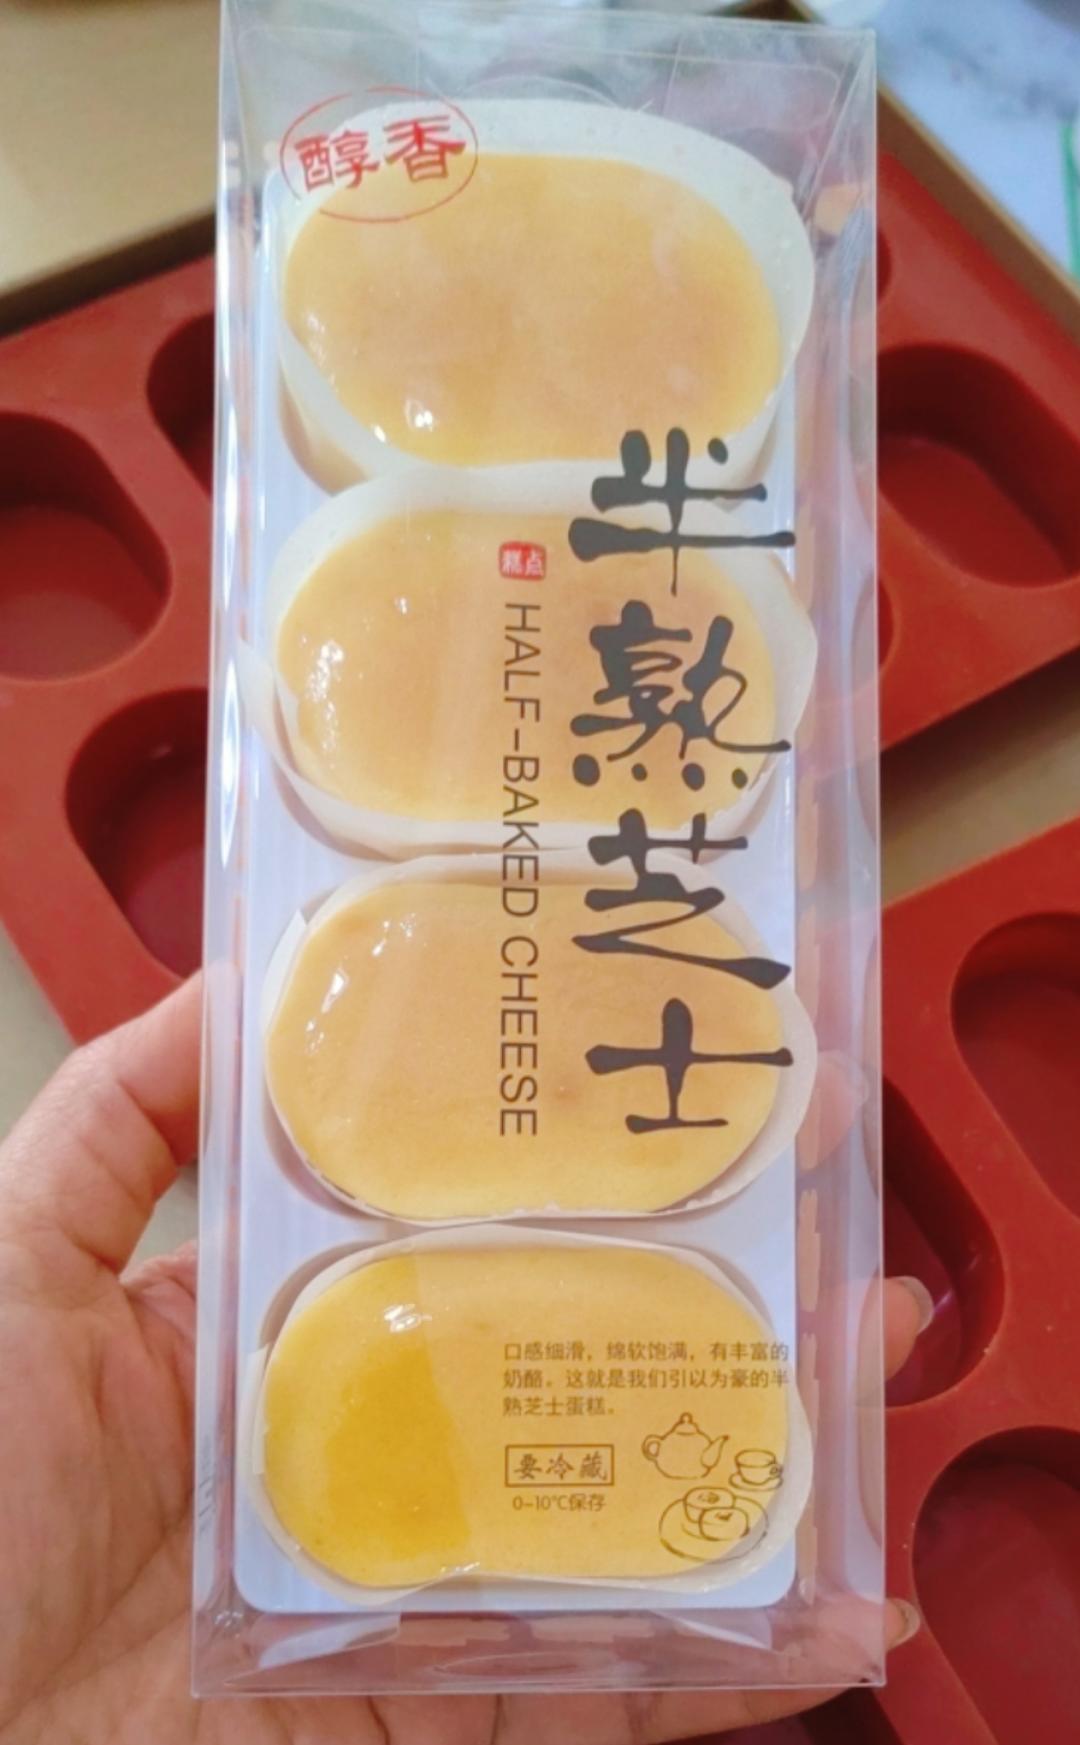 醇香
半熟芝士
糕点
HALF-BAKED CHEESE
口感细滑，绵软饱满，有丰富的
奶酪。这就是我们引以为豪的半
熟芝士蛋糕。
要冷藏
0-10℃保存